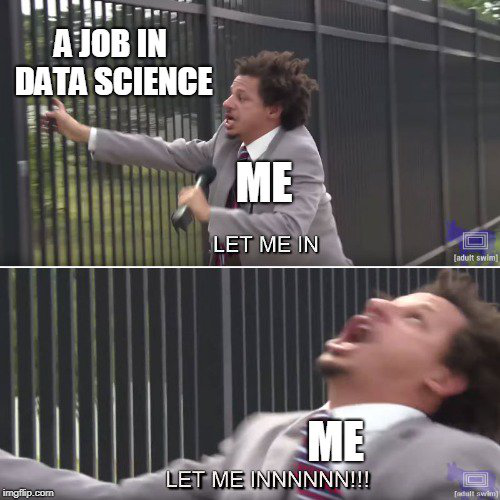 A JOB IN
DATA SCIENCE
ME
LET ME IN
[adult swim]
ME
LET ME INNNNNN!!!
imgflip.com
[adult swim]